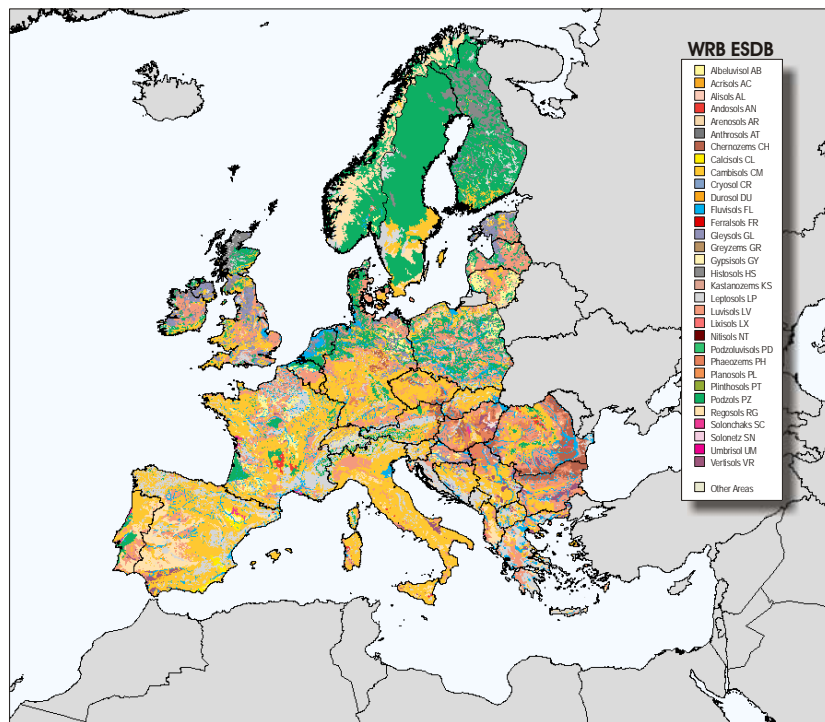 WRB ESDB
Albeluvisol AB
Acrisols AC
Alisols AL
Andosols AN
Arenosols AR
Anthrosols AT
Chernozems CH
Calcisols CL
Cambisols CM
Cryosol CR
Durosol DU
Fluvisols FL
Ferralsols FR
Gleysols GL
Greyzems GR
Gypsisols GY
Histosols HS
Kastanozems KS
Leptosols LP
Luvisols LV
Lixisols LX
Nitisols NT
Podzoluvisols PD
Phaeozems PH
Planosols PL
Plinthosols PT
Podzols PZ
Regosols RG
Solonchaks SC
Solonetz SN
Umbrisol UM
Vertisols VR
Other Areas